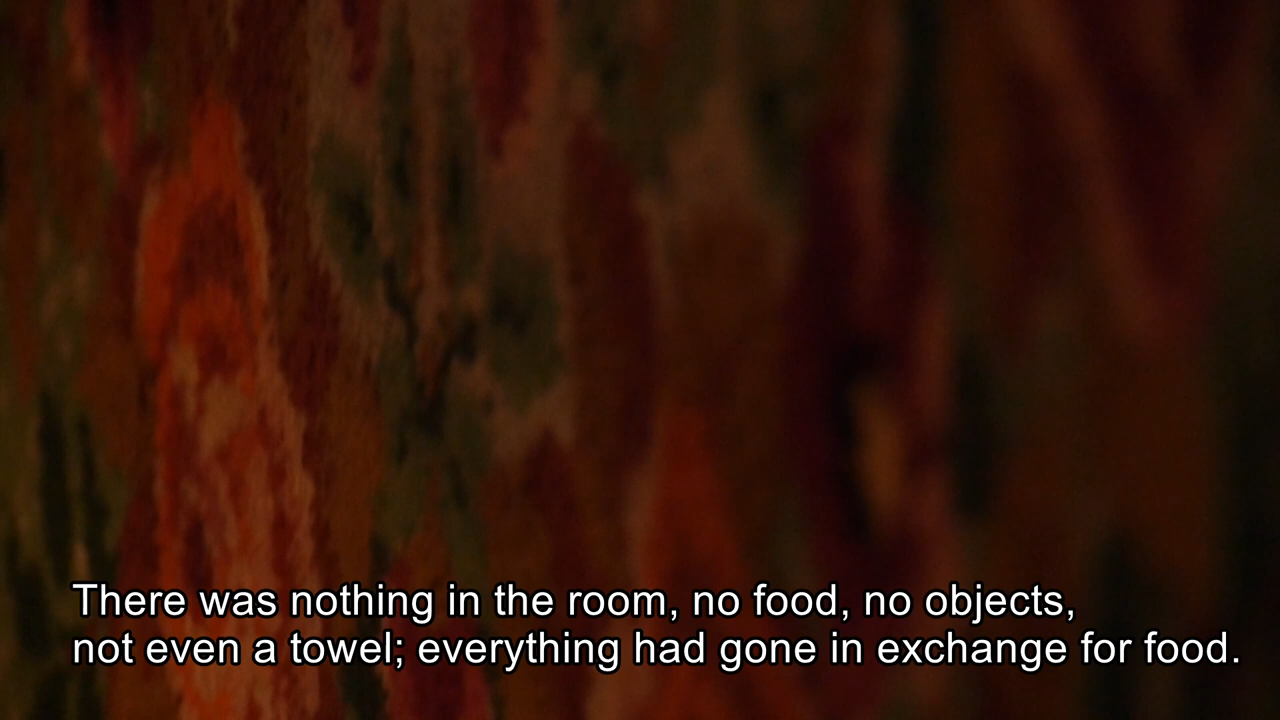 There was nothing in the room, no food, no objects,
not even a towel; everything had gone in exchange for food.